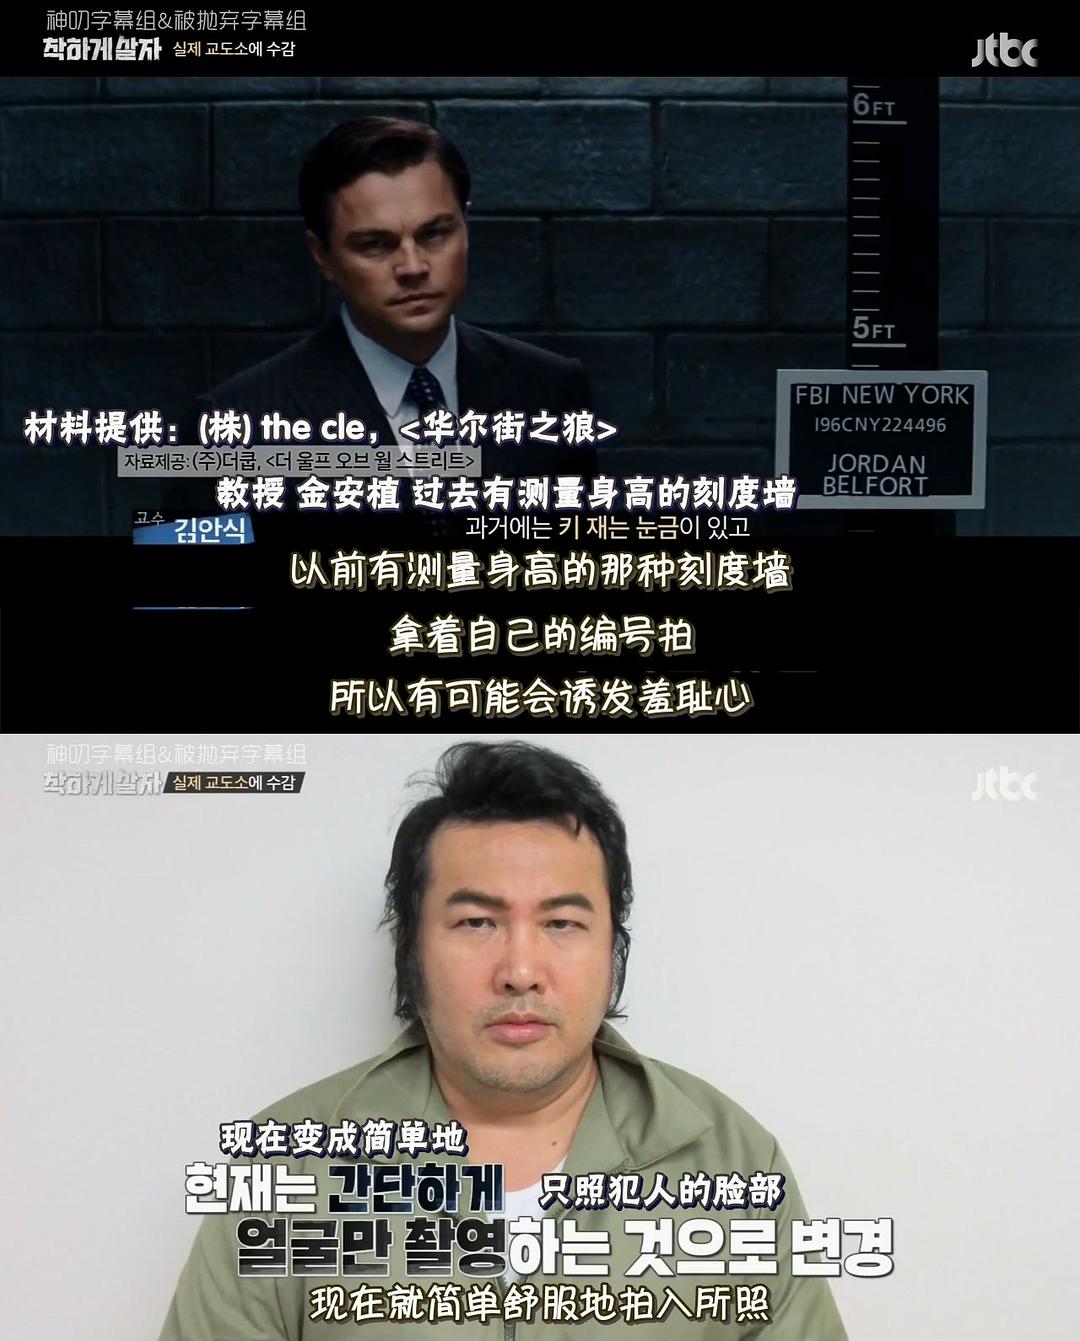 神叨字幕组&被抛弃字幕组
착하게살자 실제 교도소에 수감
jtbc
6FT
5FT
FBI NEW YORK
I96CNY224496
JORDAN
BELFORT
材料提供：(株) the cle，<华尔街之狼>
자료제공:(주)더쿱, <더 울프 오브 월 스트리트>
教授 金安植 过去有测量身高的刻度墙
교수 김안식
과거에는 키 재는 눈금이 있고
以前有测量身高的那种刻度墙
拿着自己的编号拍
所以有可能会诱发羞耻心
神叨字幕组&被抛弃字幕组
착하게살자 실제 교도소에 수감
jtbc
现在变成简单地
현재는 간단하게
只照犯人的脸部
얼굴만 촬영하는 것으로 변경
现在就简单舒服地拍入所照